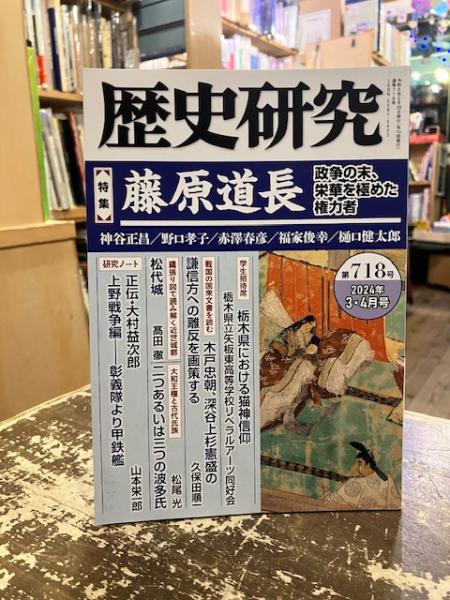 歴史研究
特集
藤原道長
政争の末、
栄華を極めた
権力者
神谷正昌/野口孝子/赤澤春彦/福家俊幸/樋口健太郎
第718号
2024年
3・4月号
学生招待席
栃木県における猫神信仰
栃木県立矢板東高等学校リベラルアーツ同好会
戦国の国衆文書を読む
木戸忠朝、深谷上杉憲盛の
謙信方への離反を画策する
久保田順一
縄張り図で読み解く近世城郭
松代城
髙田 徹
大和王権と古代氏族
二つあるいは三つの波多氏
松尾 光
研究ノート
正伝・大村益次郎
上野戦争編――彰義隊より甲鉄艦
山本栄一郎